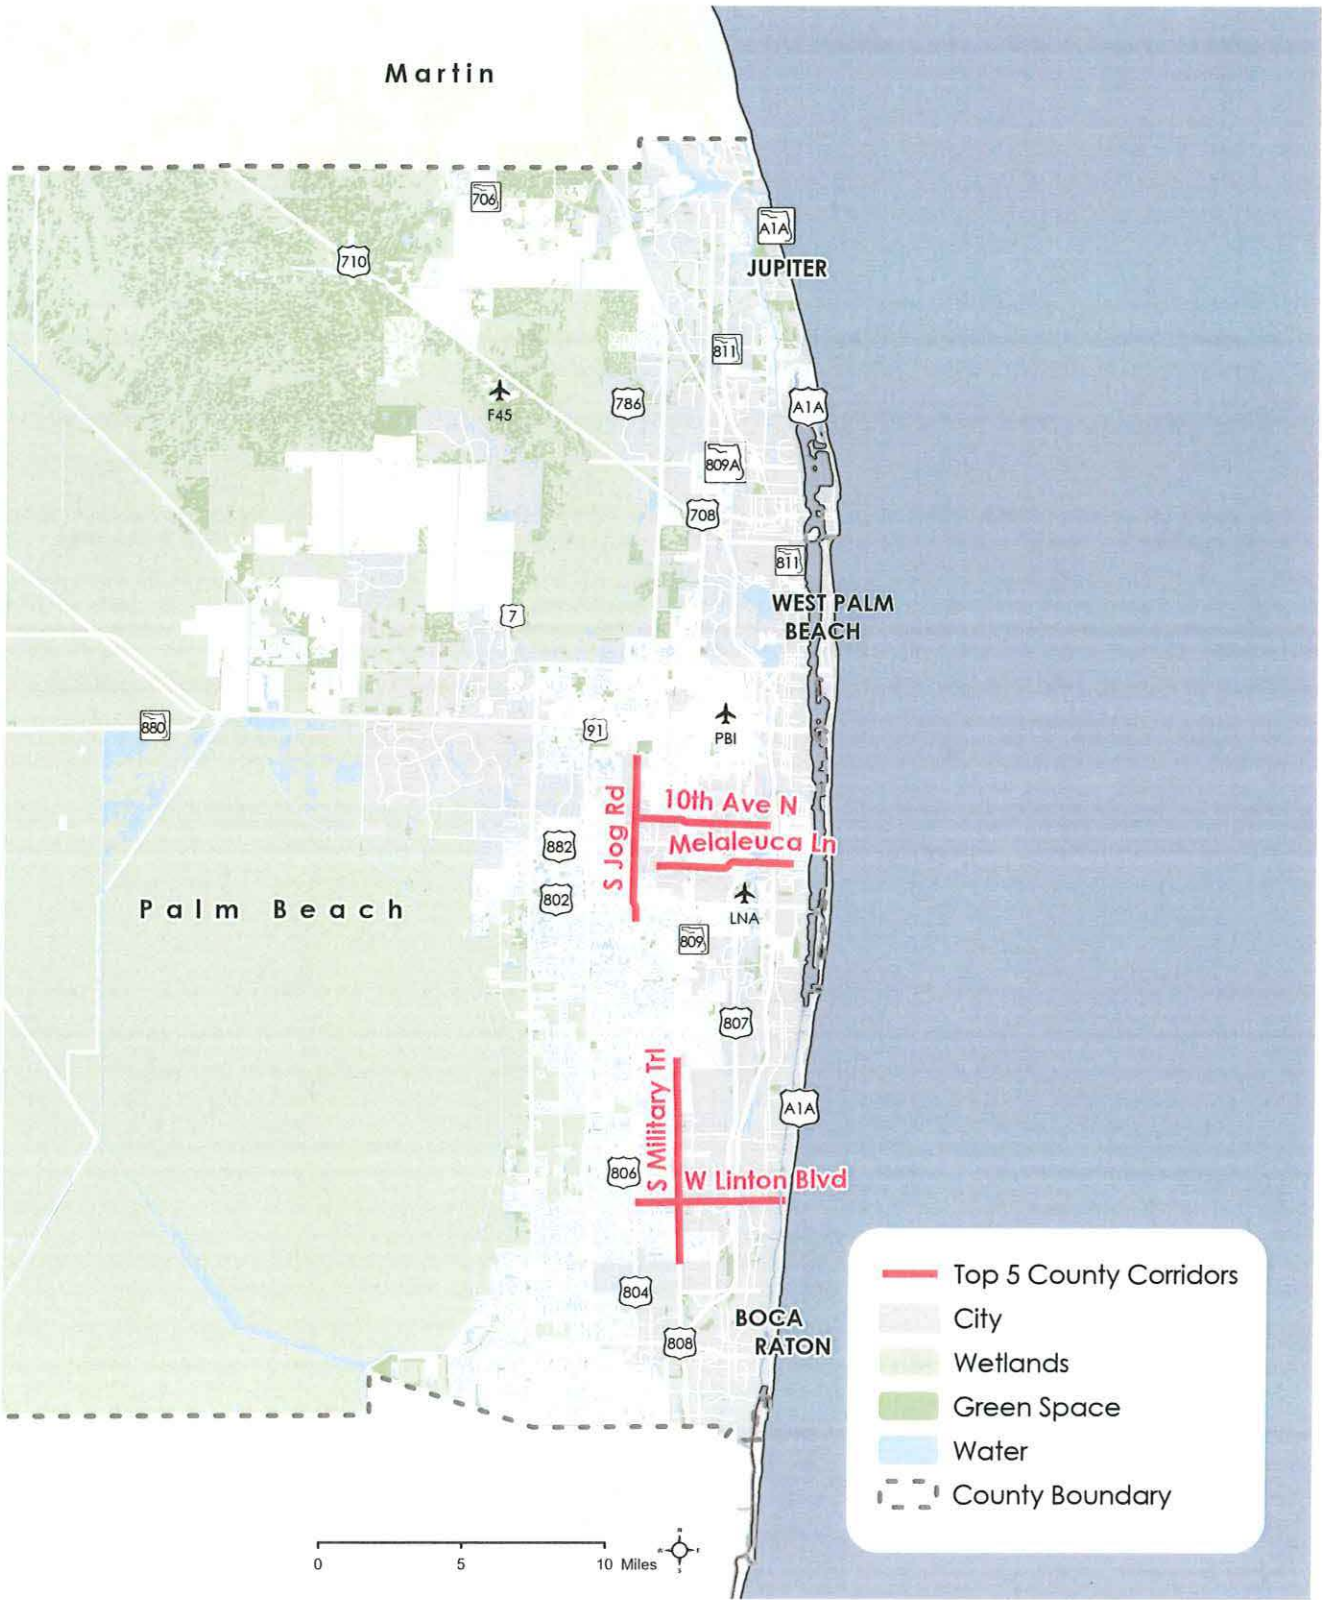 Martin
706
A1A
710
JUPITER
811
786
A1A
F45
809A
708
811
WEST PALM
BEACH
7
880
91
PBI
S Jog Rd
10th Ave N
Melaleuca Ln
882
802
LNA
Palm Beach
809
807
S Military Trl
A1A
806
W Linton Blvd
804
BOCA
RATON
808
Top 5 County Corridors
City
Wetlands
Green Space
Water
County Boundary
0 5 10 Miles